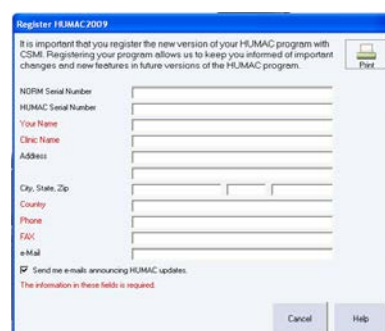 Register HUMAC2009
It is important that you register the new version of your HUMAC program with
CSMI. Registering your program allows us to keep you informed of important
changes and new features in future versions of the HUMAC program.
Print
NORM Serial Number
HUMAC Serial Number
Your Name
Clinic Name
Address
City, State, Zip
Country
Phone
FAX
e-Mail
Send me e-mails announcing HUMAC updates.
The information in these fields is required.
Cancel Help